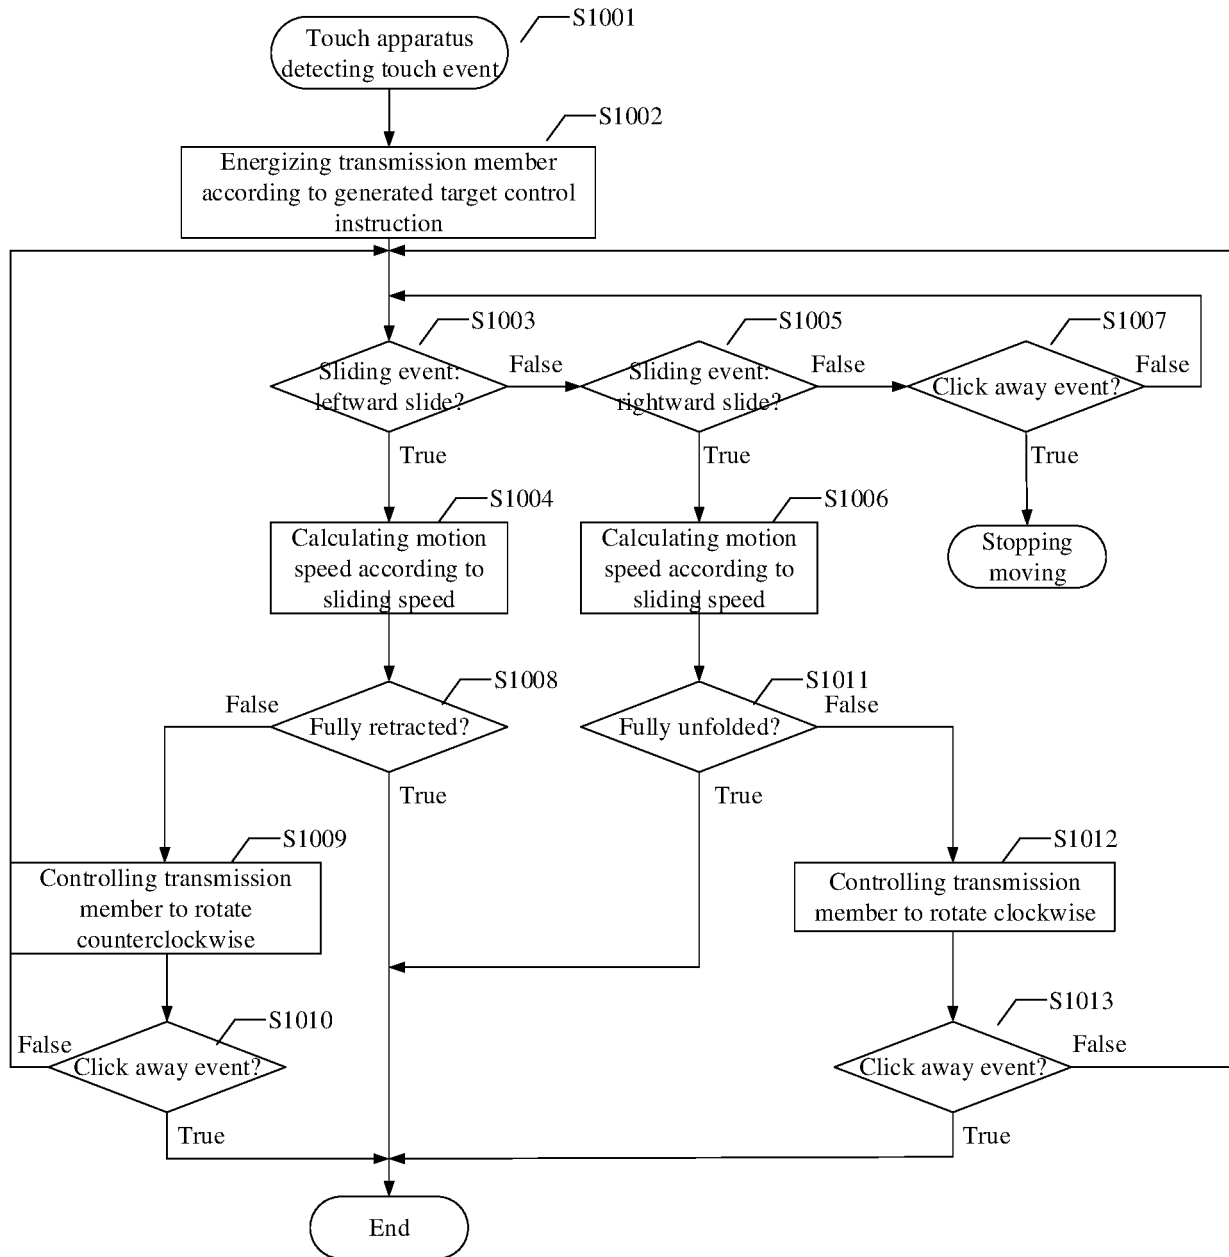 S1001
Touch apparatus
detecting touch event
S1002
Energizing transmission member
according to generated target control
instruction
S1003
S1005
S1007
Sliding event:
leftward slide?
False
Sliding event:
rightward slide?
False
Click away event?
False
True
True
True
S1004
S1006
Calculating motion
speed according to
sliding speed
Calculating motion
speed according to
sliding speed
Stopping
moving
S1008
S1011
False
Fully retracted?
Fully unfolded?
False
True
True
S1009
S1012
Controlling transmission
member to rotate
counterclockwise
Controlling transmission
member to rotate clockwise
S1010
S1013
False
Click away event?
Click away event?
False
True
True
End